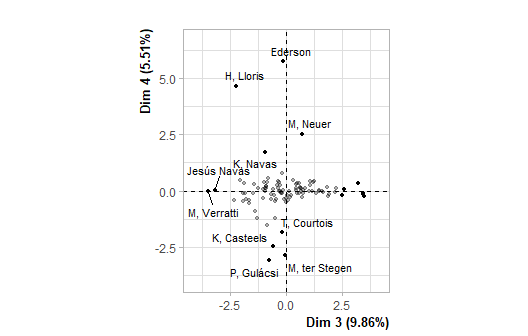 Ederson
H, Lloris
M, Neuer
K, Navas
Jesús Navas
M, Verratti
T, Courtois
K, Casteels
P, Gulácsi
M, ter Stegen
Dim 4 (5.51%)
5.0
2.5
0.0
-2.5
-2.5
0.0
2.5
Dim 3 (9.86%)